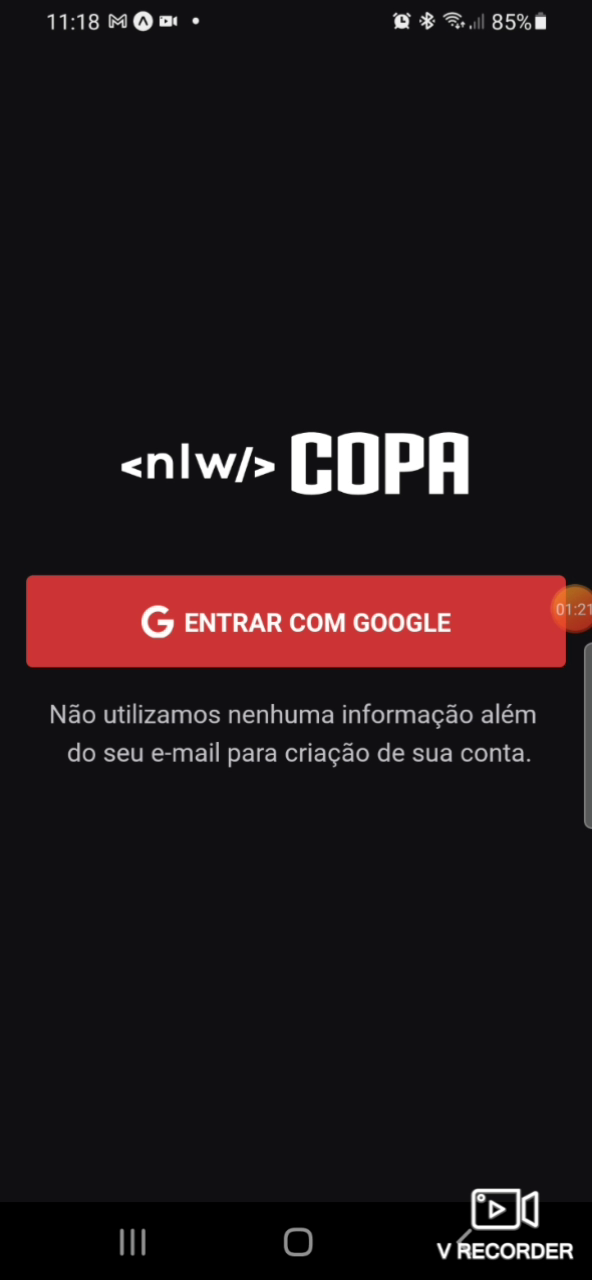 11:18
85%
<nlw/> COPA
G ENTRAR COM GOOGLE
01:21
Não utilizamos nenhuma informação além
do seu e-mail para criação de sua conta.
V RECORDER